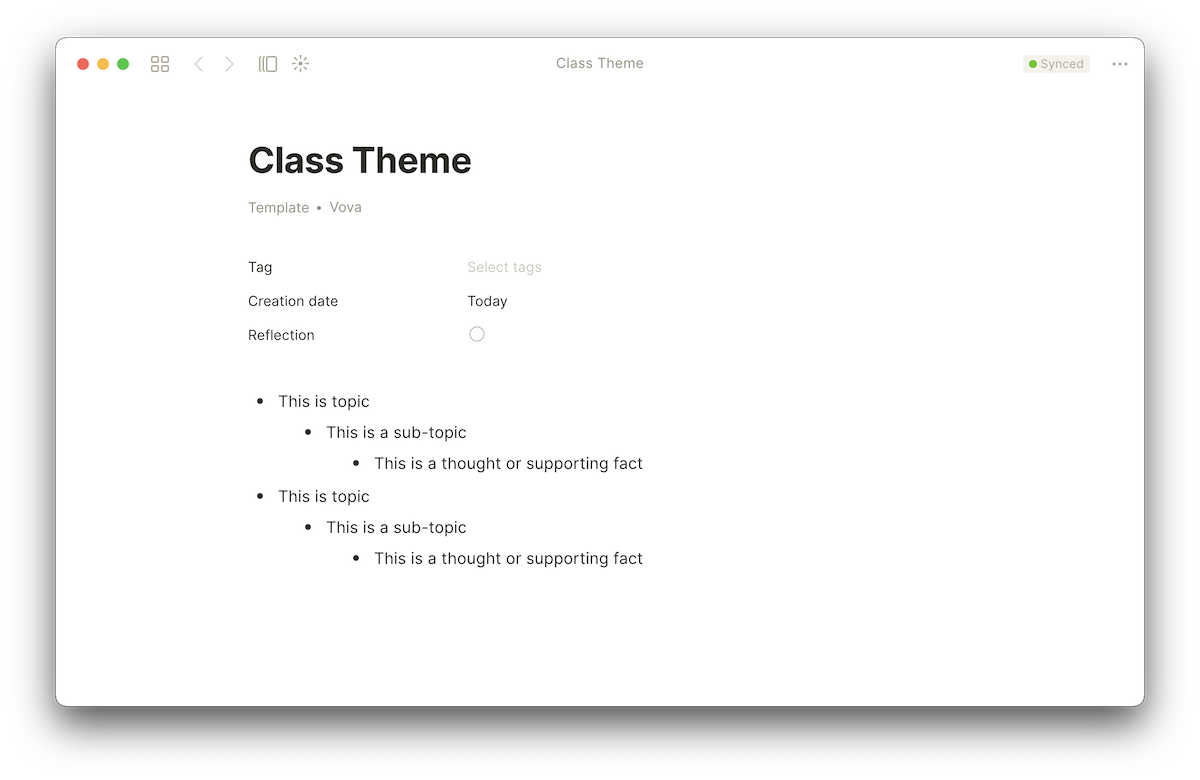 Class Theme
Synced
Class Theme
Template • Vova
Tag Select tags
Creation date Today
Reflection
• This is topic
• This is a sub-topic
• This is a thought or supporting fact
• This is topic
• This is a sub-topic
• This is a thought or supporting fact